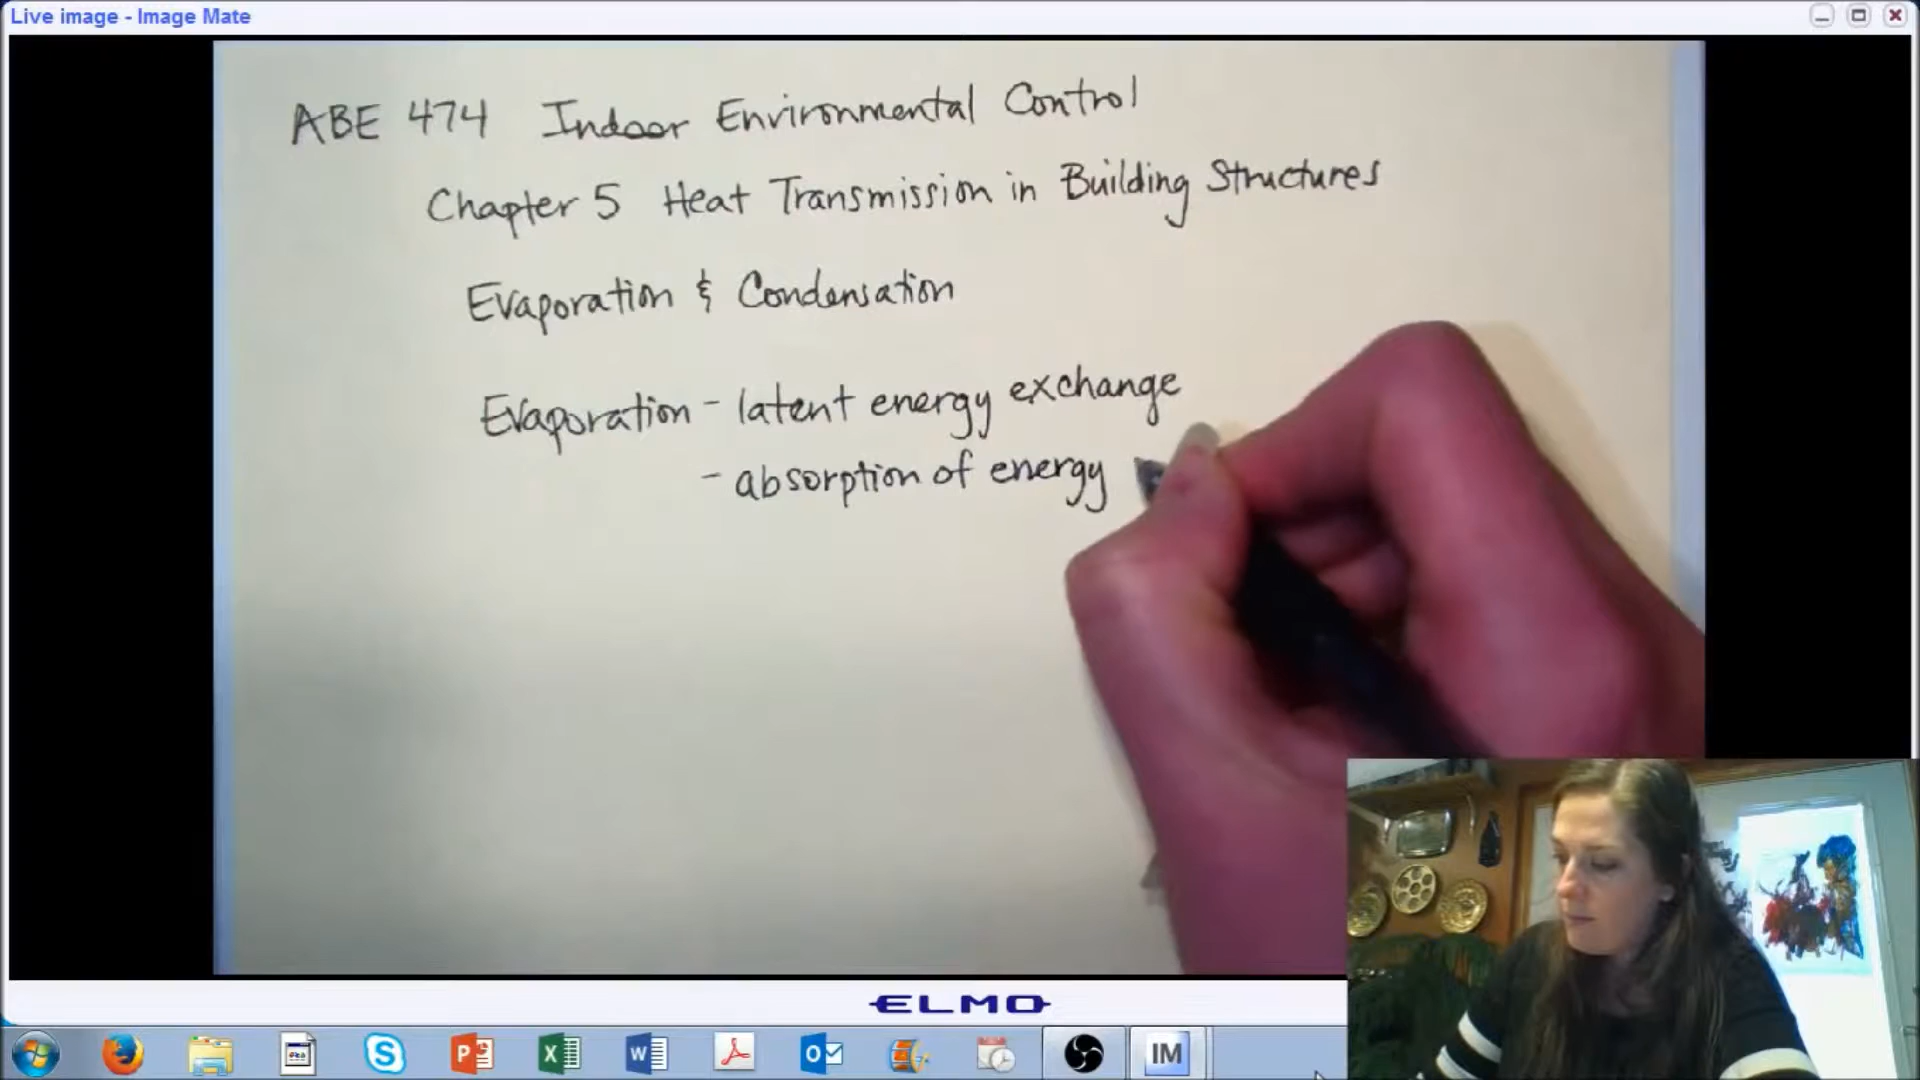 Live image - Image Mate
ABE 474 Indoor Environmental Control
Chapter 5 Heat Transmission in Building Structures
Evaporation & Condensation
Evaporation - latent energy exchange
- absorption of energy
ELMO
IM